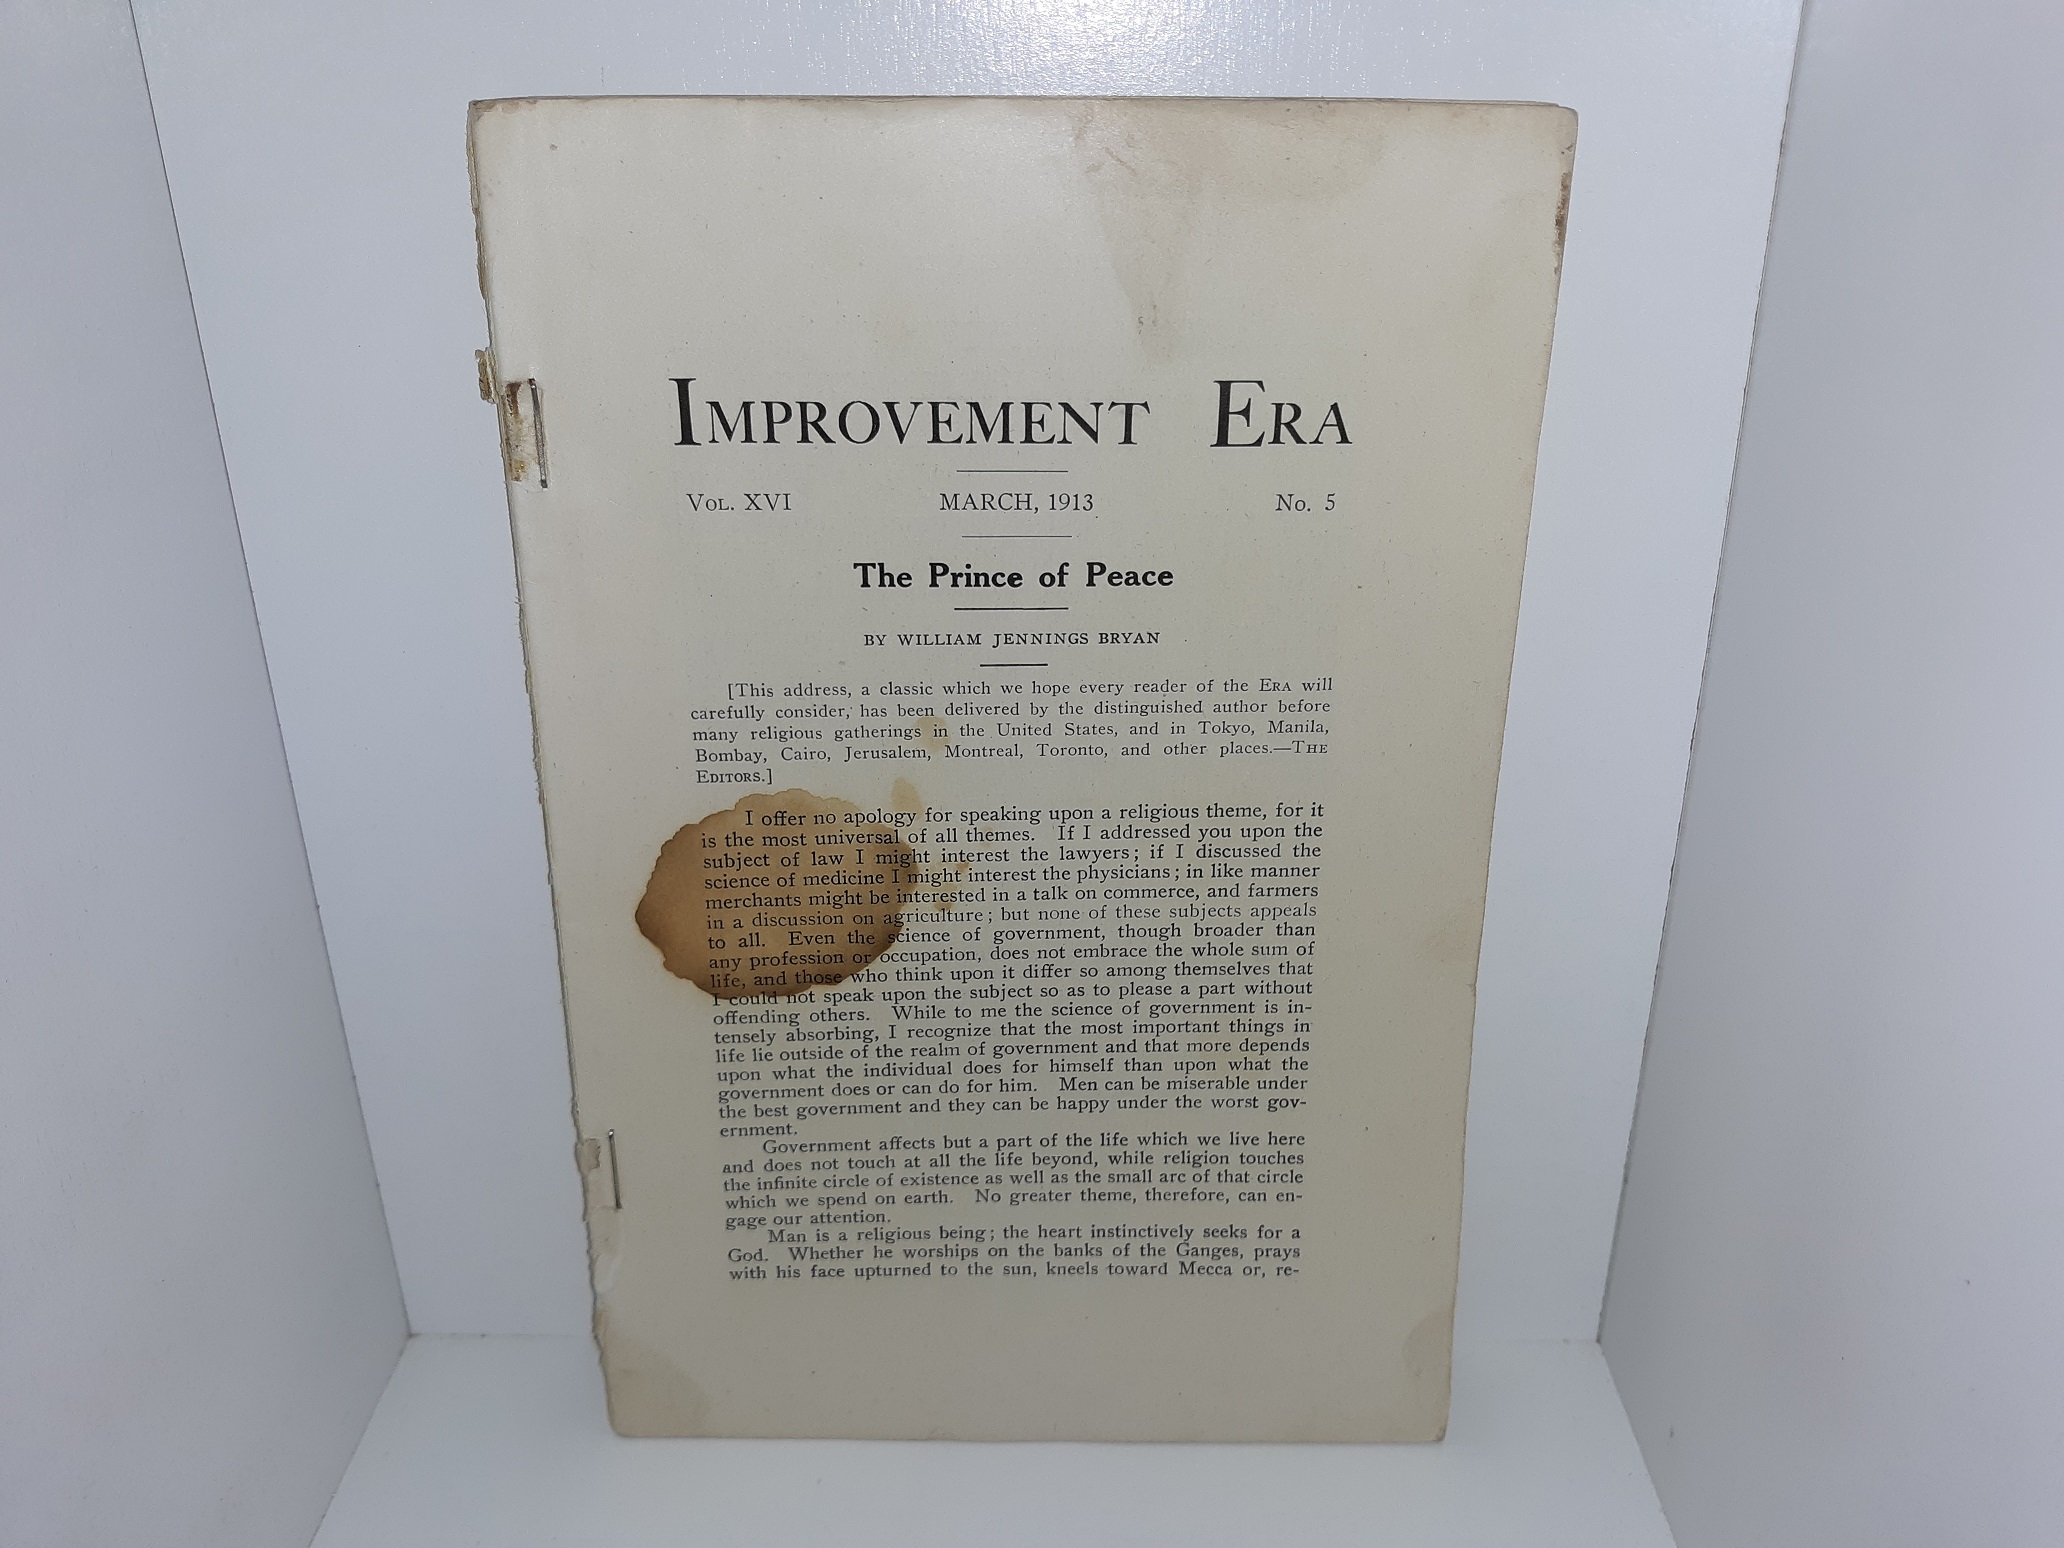 IMPROVEMENT ERA
VOL. XVI MARCH, 1913 No. 5
The Prince of Peace
BY WILLIAM JENNINGS BRYAN
[This address, a classic which we hope every reader of the ERA will
carefully consider, has been delivered by the distinguished author before
many religious gatherings in the United States, and in Tokyo, Manila,
Bombay, Cairo, Jerusalem, Montreal, Toronto, and other places.—THE
EDITORS.]
I offer no apology for speaking upon a religious theme, for it
is the most universal of all themes. If I addressed you upon the
subject of law I might interest the lawyers; if I discussed the
science of medicine I might interest the physicians; in like manner
merchants might be interested in a talk on commerce, and farmers
in a discussion on agriculture; but none of these subjects appeals
to all. Even the science of government, though broader than
any profession or occupation, does not embrace the whole sum of
life, and those who think upon it differ so among themselves that
I could not speak upon the subject so as to please a part without
offending others. While to me the science of government is in-
tensely absorbing, I recognize that the most important things in
life lie outside of the realm of government and that more depends
upon what the individual does for himself than upon what the
government does or can do for him. Men can be miserable under
the best government and they can be happy under the worst gov-
ernment.
Government affects but a part of the life which we live here
and does not touch at all the life beyond, while religion touches
the infinite circle of existence as well as the small arc of that circle
which we spend on earth. No greater theme, therefore, can en-
gage our attention.
Man is a religious being; the heart instinctively seeks for a
God. Whether he worships on the banks of the Ganges, prays
with his face upturned to the sun, kneels toward Mecca or, re-